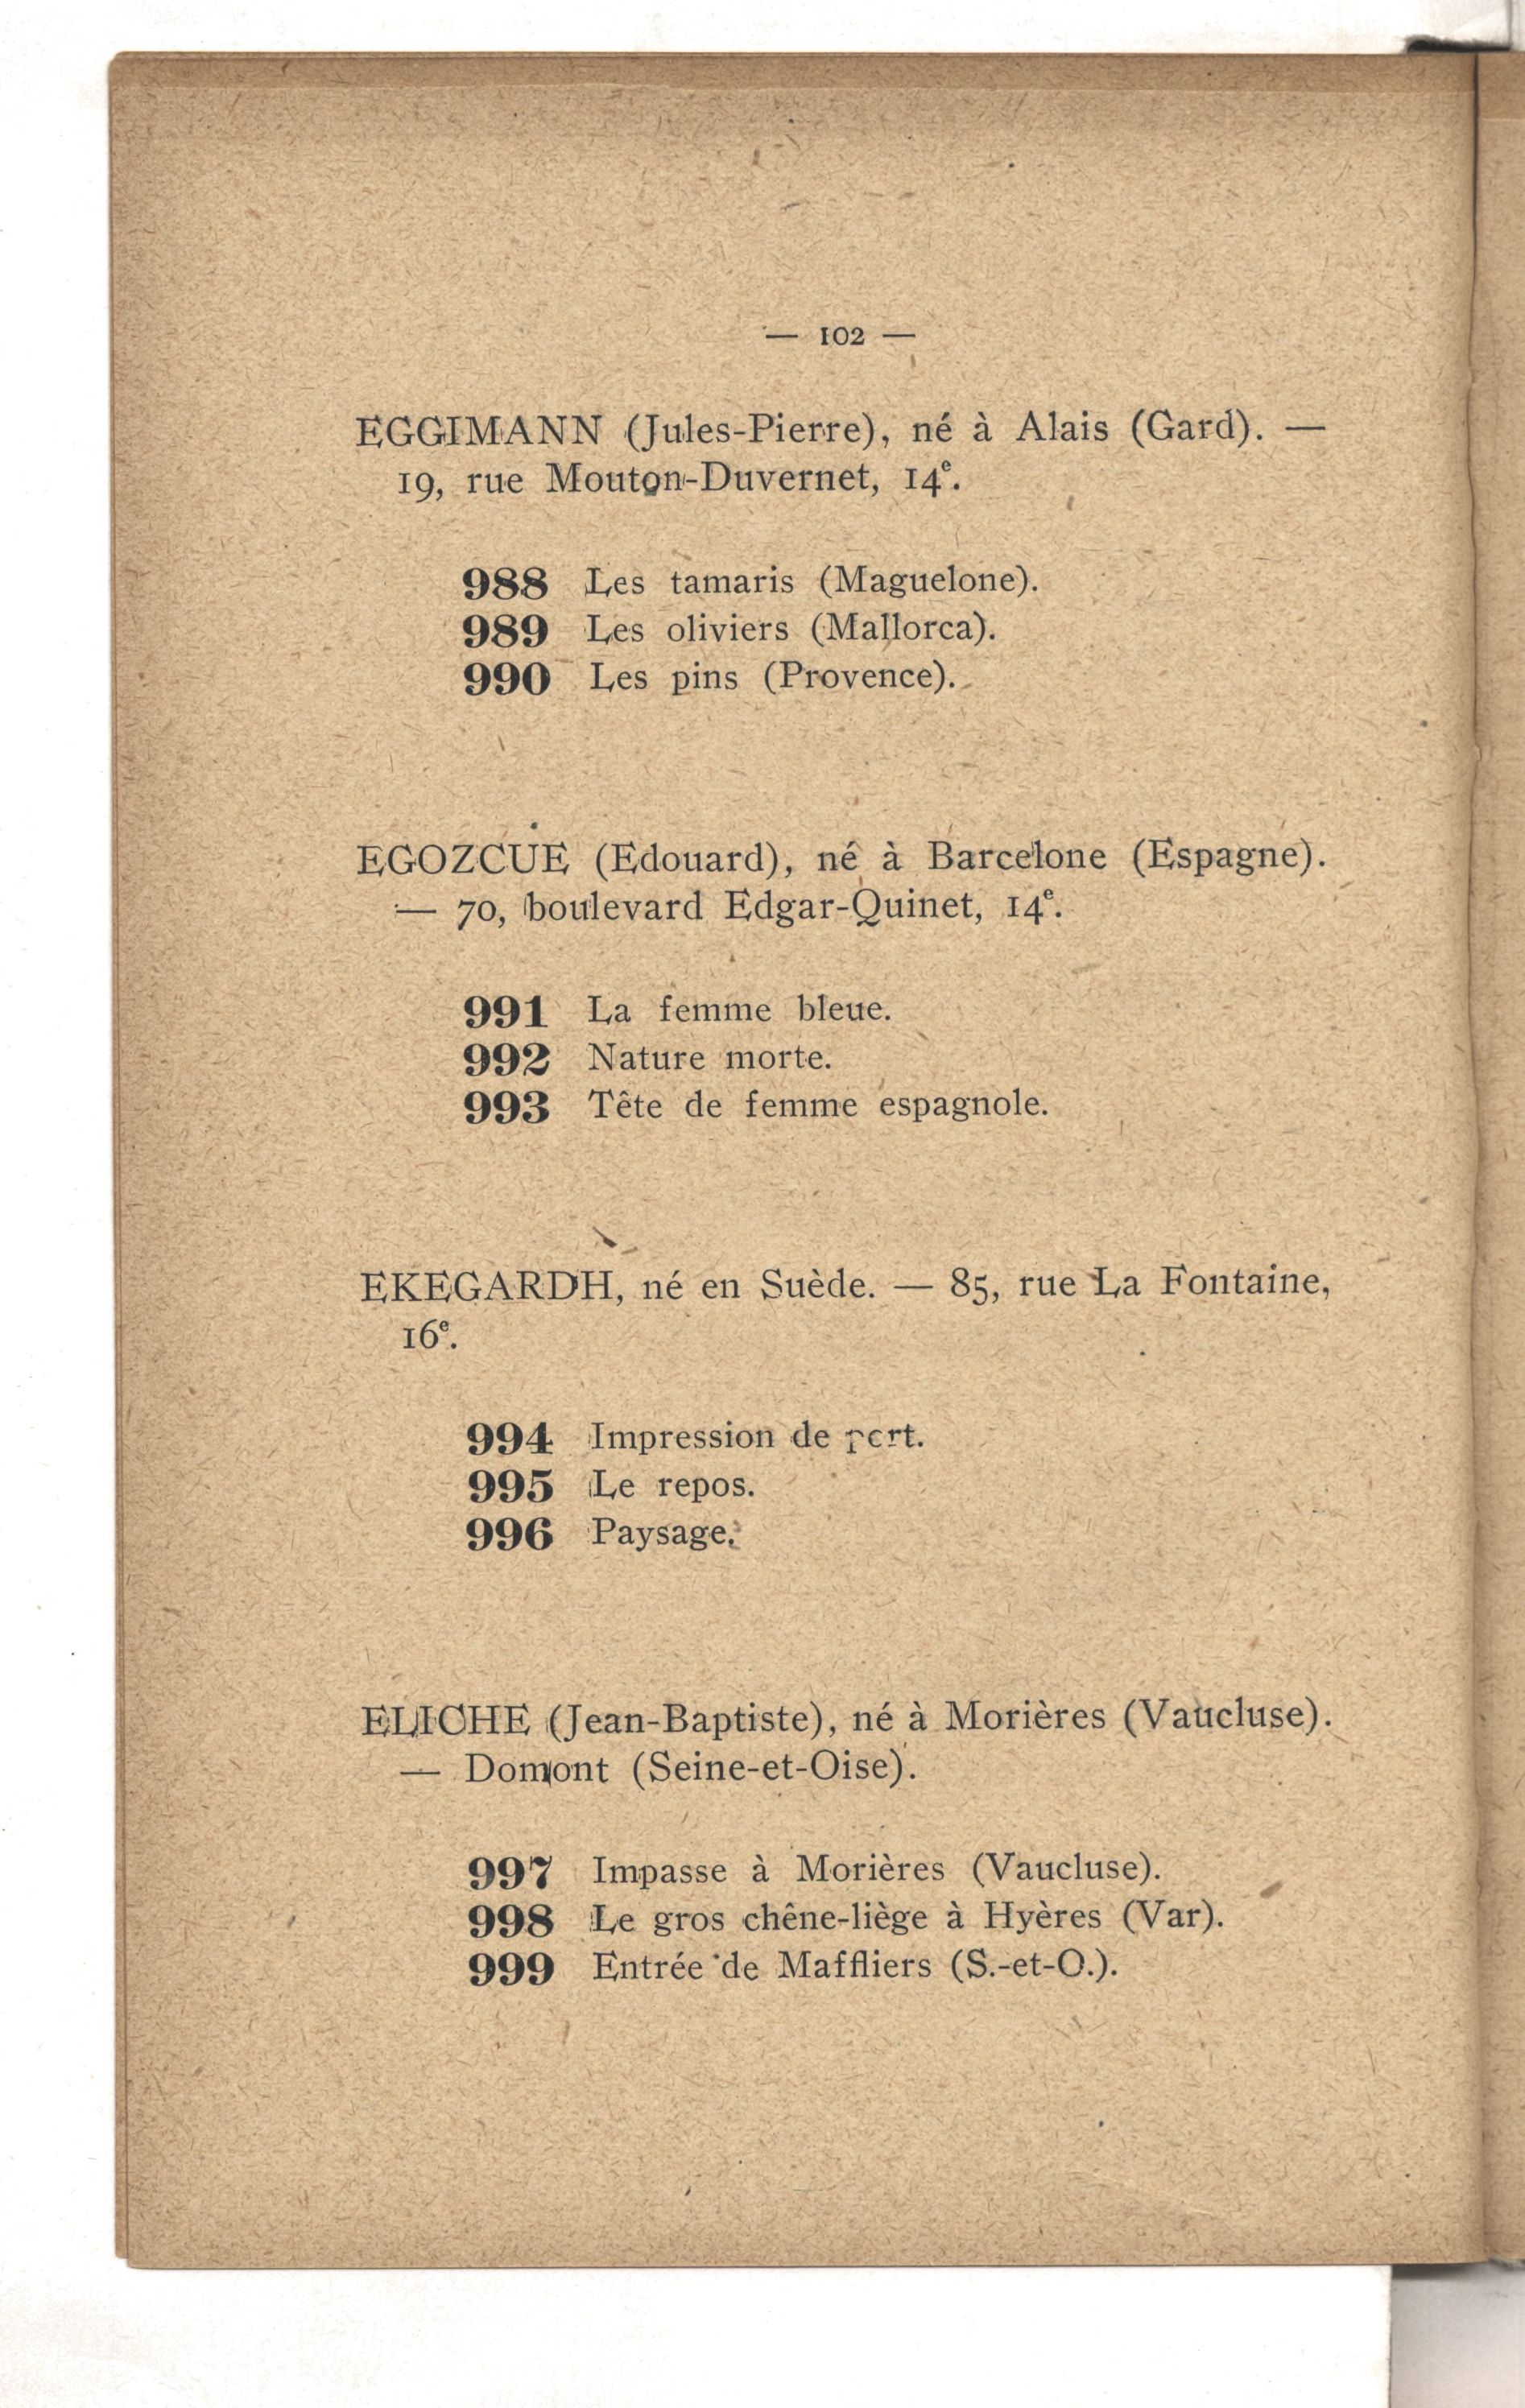 — 102 —
EGGIMANN (Jules-Pierre), né à Alais (Gard). —
19, rue Mouton-Duvernet, 14e.
988 Les tamaris (Maguelone).
989 Les oliviers (Mallorca).
990 Les pins (Provence).
EGOZCUE (Edouard), né à Barcelone (Espagne).
— 70, boulevard Edgar-Quinet, 14e.
991 La femme bleue.
992 Nature morte.
993 Tête de femme espagnole.
EKEGARDH, né en Suède. — 85, rue La Fontaine,
16e.
994 Impression de port.
995 Le repos.
996 Paysage.
ELICHE (Jean-Baptiste), né à Morières (Vaucluse).
— Domont (Seine-et-Oise).
997 Impasse à Morières (Vaucluse).
998 Le gros chêne-liège à Hyères (Var).
999 Entrée de Maffliers (S.-et-O.).